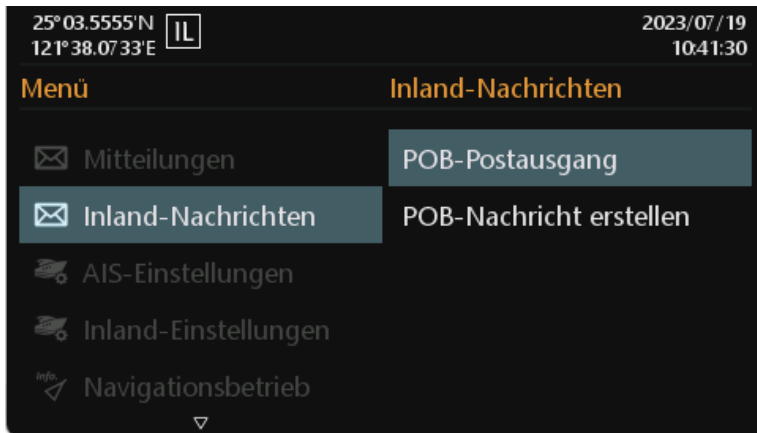 25°03.5555'N IL 2023/07/19
121°38.0733'E 10:41:30
Menü Inland-Nachrichten
Mitteilungen POB-Postausgang
Inland-Nachrichten POB-Nachricht erstellen
AIS-Einstellungen
Inland-Einstellungen
info. Navigationsbetrieb